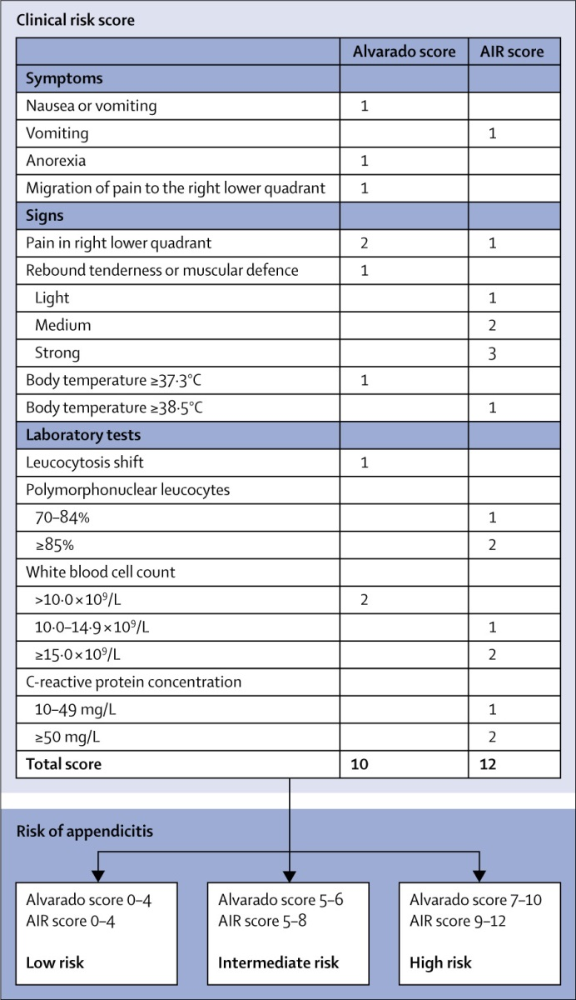 Clinical risk score
Alvarado score AIR score
Symptoms
Nausea or vomiting 1
Vomiting 1
Anorexia 1
Migration of pain to the right lower quadrant 1
Signs
Pain in right lower quadrant 2 1
Rebound tenderness or muscular defence 1
Light 1
Medium 2
Strong 3
Body temperature ≥37·3°C 1
Body temperature ≥38·5°C 1
Laboratory tests
Leucocytosis shift 1
Polymorphonuclear leucocytes
70–84% 1
≥85% 2
White blood cell count
>10·0 × 10⁹/L 2
10·0–14·9 × 10⁹/L 1
≥15·0 × 10⁹/L 2
C-reactive protein concentration
10–49 mg/L 1
≥50 mg/L 2
Total score 10 12
Risk of appendicitis
Alvarado score 0–4
AIR score 0–4
Low risk
Alvarado score 5–6
AIR score 5–8
Intermediate risk
Alvarado score 7–10
AIR score 9–12
High risk